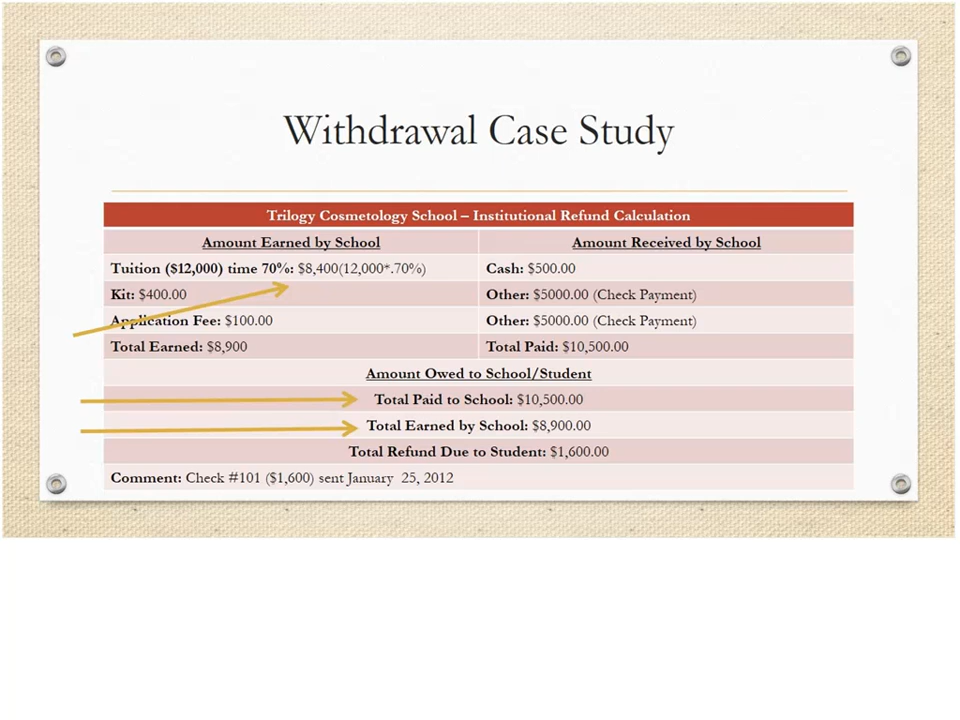 Withdrawal Case Study
Trilogy Cosmetology School – Institutional Refund Calculation
Amount Earned by School
Amount Received by School
Tuition ($12,000) time 70%: $8,400(12,000*.70%)
Cash: $500.00
Kit: $400.00
Other: $5000.00 (Check Payment)
Application Fee: $100.00
Other: $5000.00 (Check Payment)
Total Earned: $8,900
Total Paid: $10,500.00
Amount Owed to School/Student
Total Paid to School: $10,500.00
Total Earned by School: $8,900.00
Total Refund Due to Student: $1,600.00
Comment: Check #101 ($1,600) sent January 25, 2012